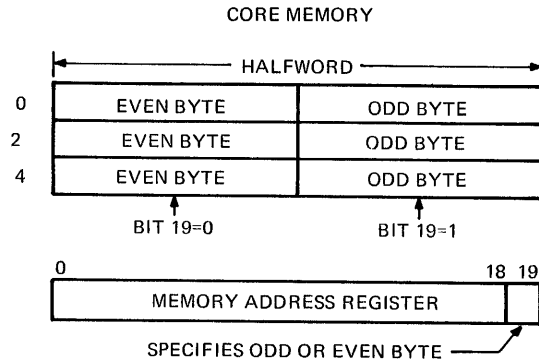 CORE MEMORY
HALFWORD
0 EVEN BYTE ODD BYTE
2 EVEN BYTE ODD BYTE
4 EVEN BYTE ODD BYTE
BIT 19=0 BIT 19=1
0 18 19
MEMORY ADDRESS REGISTER
SPECIFIES ODD OR EVEN BYTE